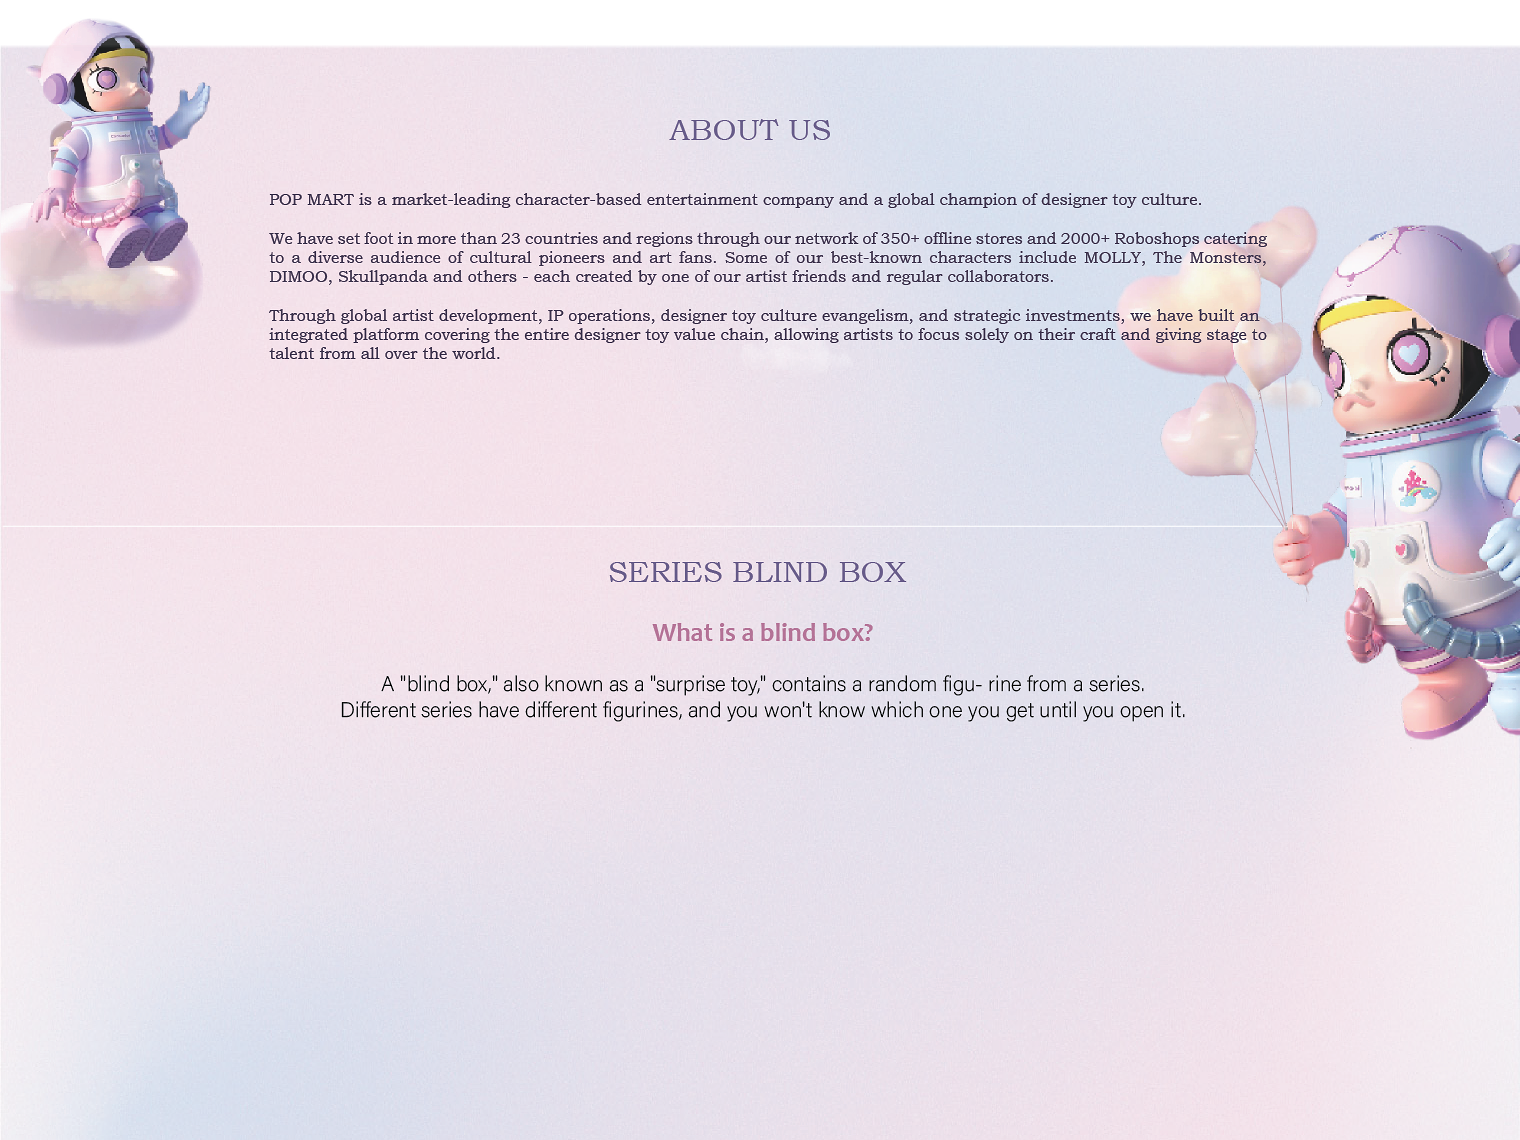 ABOUT US
POP MART is a market-leading character-based entertainment company and a global champion of designer toy culture.
We have set foot in more than 23 countries and regions through our network of 350+ offline stores and 2000+ Roboshops catering
to a diverse audience of cultural pioneers and art fans. Some of our best-known characters include MOLLY, The Monsters,
DIMOO, Skullpanda and others - each created by one of our artist friends and regular collaborators.
Through global artist development, IP operations, designer toy culture evangelism, and strategic investments, we have built an
integrated platform covering the entire designer toy value chain, allowing artists to focus solely on their craft and giving stage to
talent from all over the world.
SERIES BLIND BOX
What is a blind box?
A "blind box," also known as a "surprise toy," contains a random figu- rine from a series.
Different series have different figurines, and you won't know which one you get until you open it.